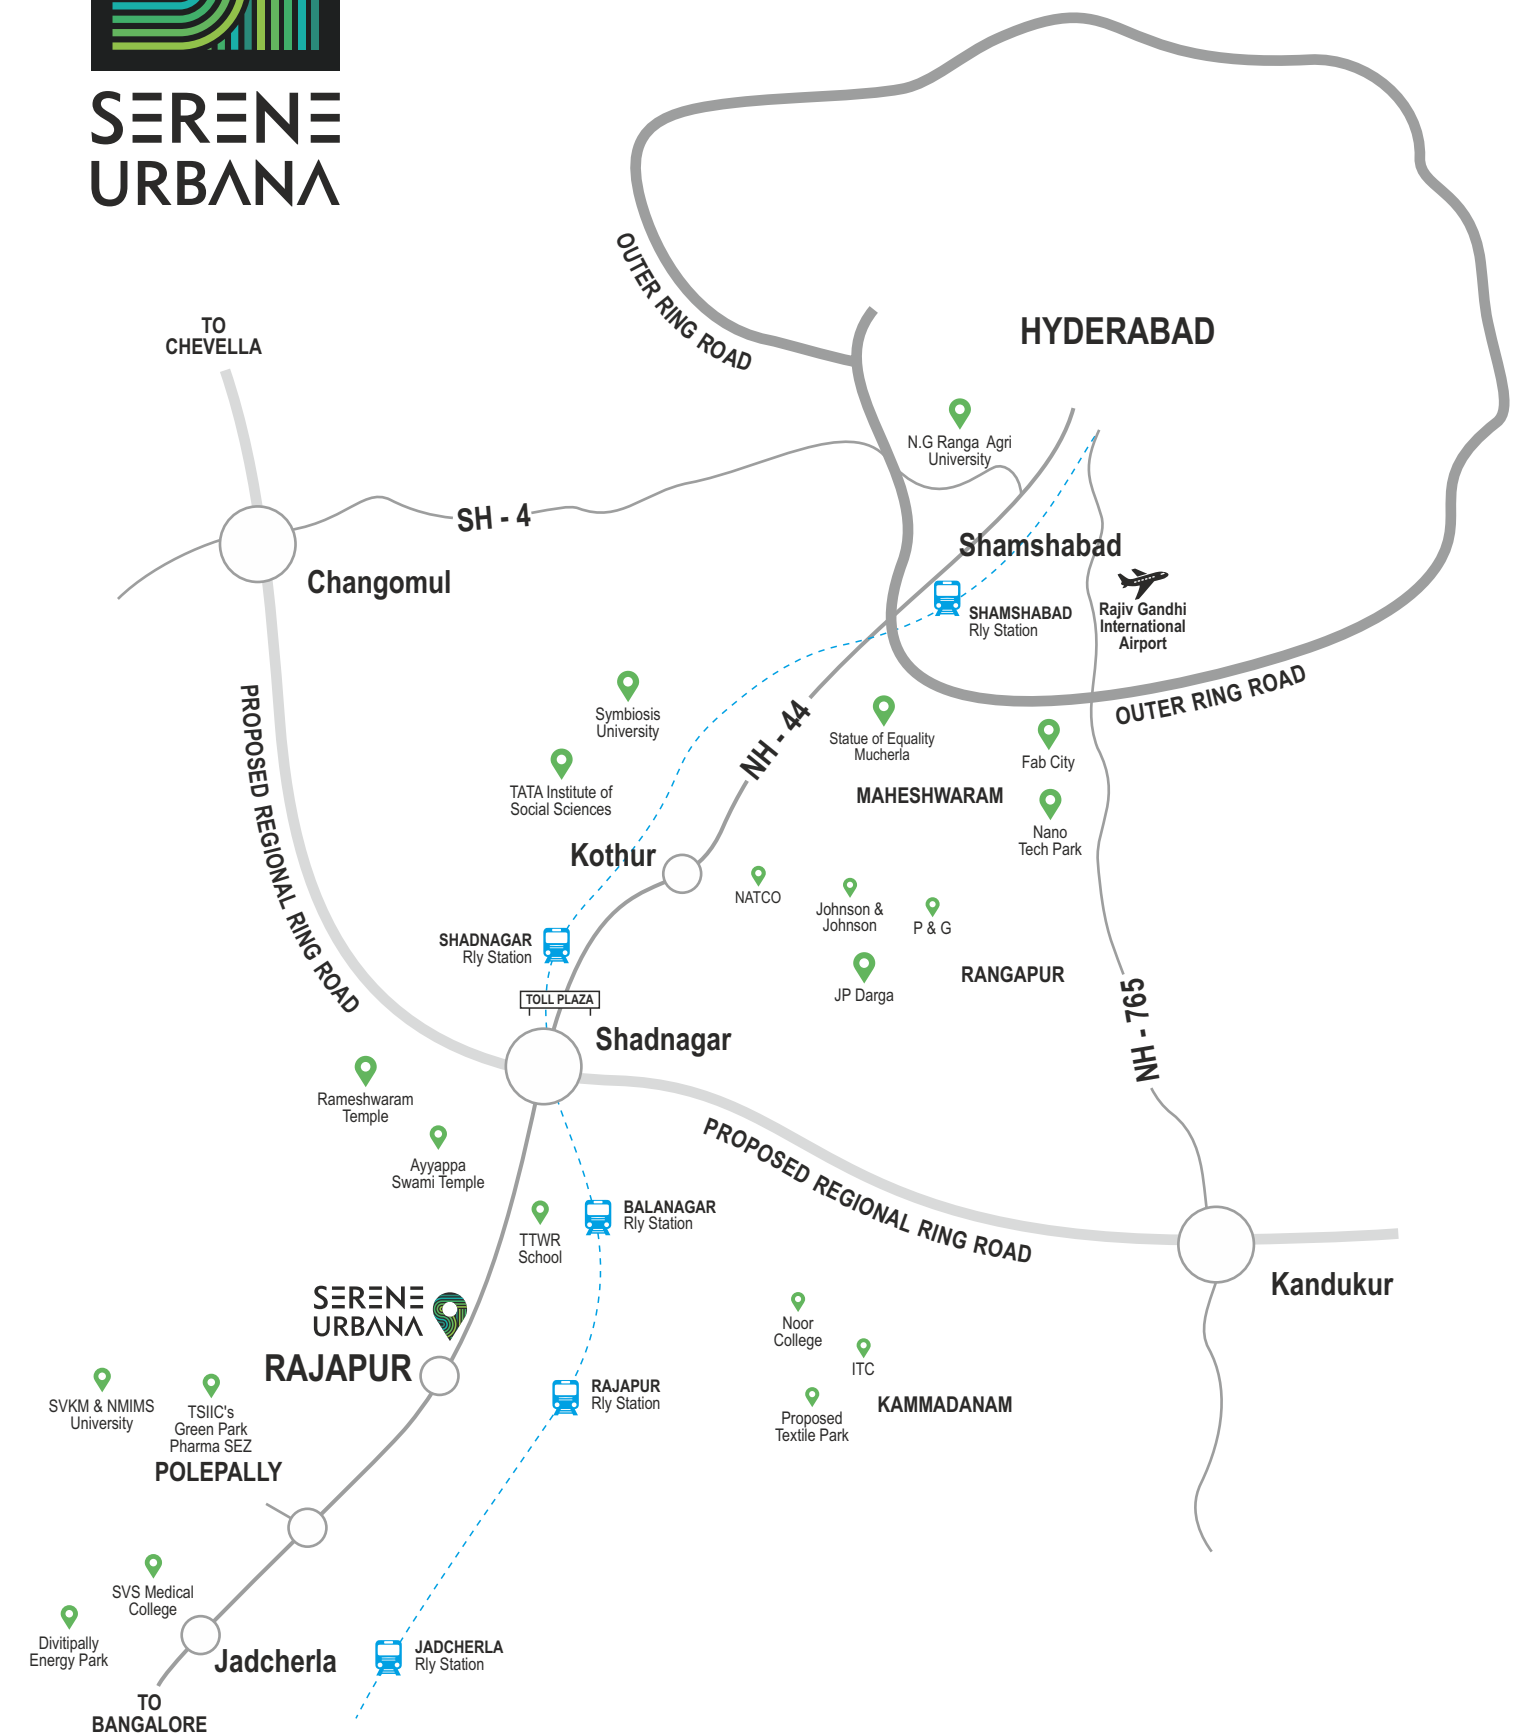 SERENE
URBANA
OUTER RING ROAD
HYDERABAD
TO
CHEVELLA
N.G Ranga Agri
University
SH - 4
Shamshabad
Changomul
SHAMSHABAD
Rly Station
Rajiv Gandhi
International
Airport
OUTER RING ROAD
PROPOSED REGIONAL RING ROAD
Symbiosis
University
NH - 44
Statue of Equality
Mucherla
Fab City
TATA Institute of
Social Sciences
MAHESHWARAM
Nano
Tech Park
Kothur
NATCO
Johnson &
Johnson
P & G
SHADNAGAR
Rly Station
RANGAPUR
JP Darga
TOLL PLAZA
NH - 765
Shadnagar
Rameshwaram
Temple
PROPOSED REGIONAL RING ROAD
Ayyappa
Swami Temple
BALANAGAR
Rly Station
TTWR
School
Kandukur
SERENE
URBANA
Noor
College
RAJAPUR
ITC
RAJAPUR
Rly Station
KAMMADANAM
SVKM & NMIMS
University
TSIIC's
Green Park
Pharma SEZ
Proposed
Textile Park
POLEPALLY
SVS Medical
College
Divitipally
Energy Park
Jadcherla
JADCHERLA
Rly Station
TO
BANGALORE